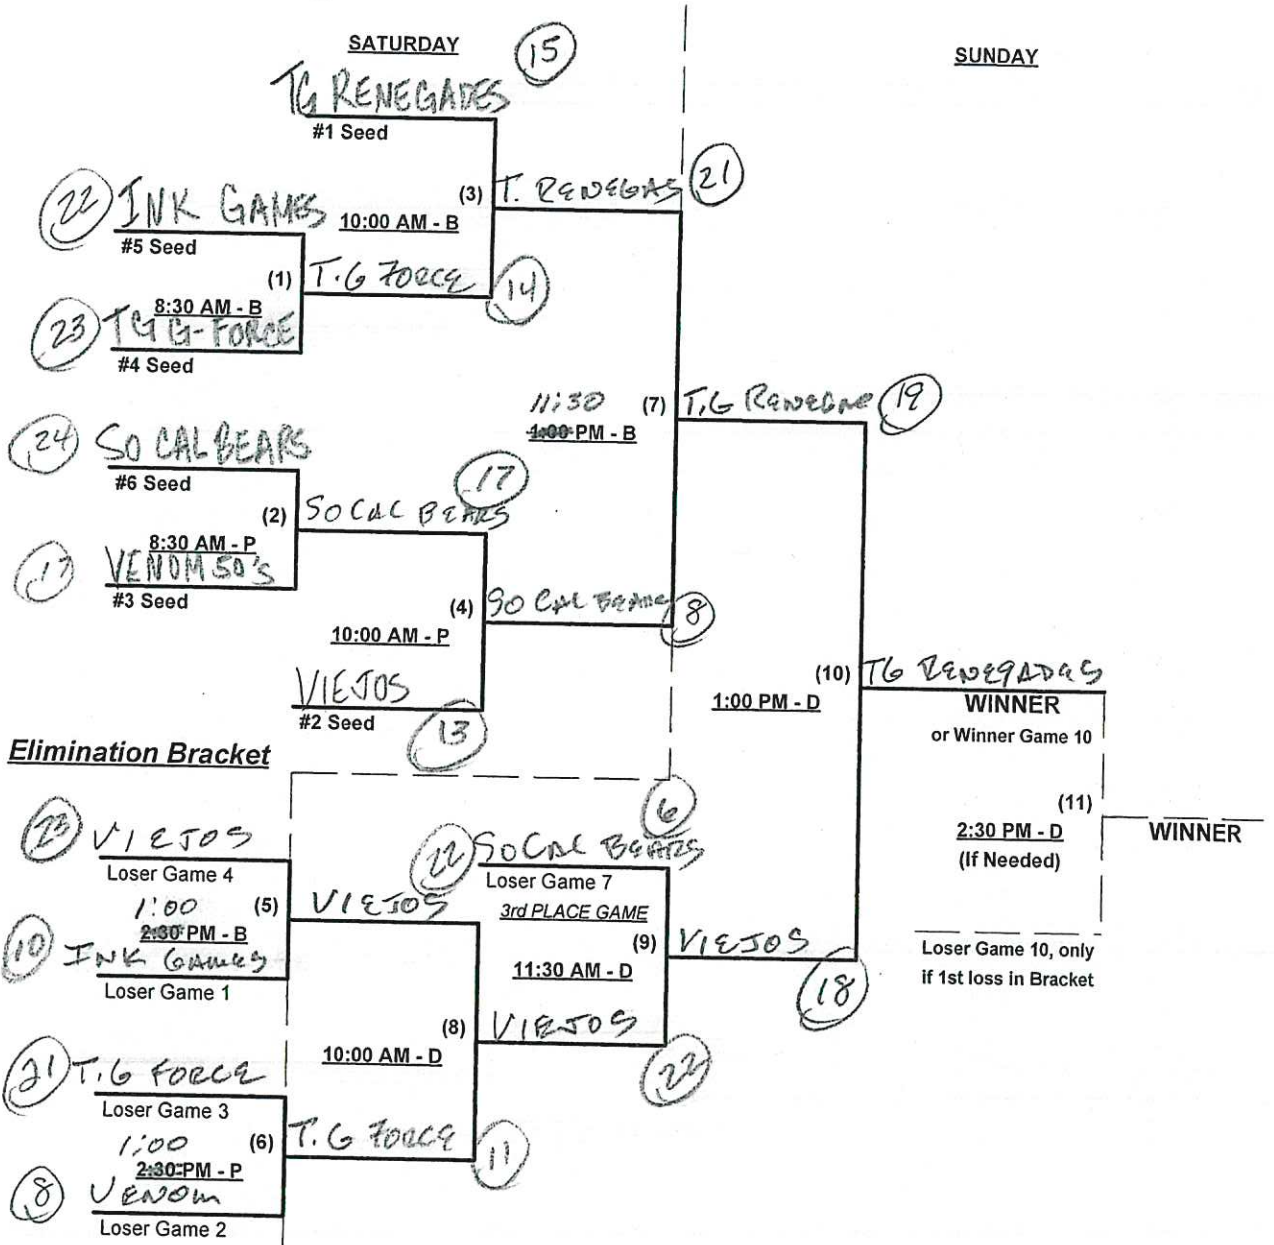 SATURDAY
15
SUNDAY
TG RENEGADES
#1 Seed
22 INK GAMES
#5 Seed
(3) T. RENEGAS 21
10:00 AM - B
(1) T.G FORCE 14
8:30 AM - B
23 TG G-FORCE
#4 Seed
11:30 (7) T.G RENEGADE 19
1:00 PM - B
24 SO CAL BEARS
#6 Seed
17
(2) SO CAL BEARS
8:30 AM - P
17 VENOM 50'S
#3 Seed
(4) SO CAL BEARS 8
10:00 AM - P
VIEJOS
#2 Seed
13
(10) TG RENEGADES
1:00 PM - D
WINNER
or Winner Game 10
(11)
2:30 PM - D
(If Needed)
WINNER
Loser Game 10, only
if 1st loss in Bracket
Elimination Bracket
23 VIEJOS
Loser Game 4
1:00 (5) VIEJOS
2:30 PM - B
10 INK GAMES
Loser Game 1
6
22 SO CAL BEARS
Loser Game 7
3rd PLACE GAME
(9) VIEJOS
11:30 AM - D
18
(8) VIEJOS
10:00 AM - D
22
21 T.G FORCE
Loser Game 3
1:00 (6) T.G FORCE 11
2:30 PM - P
8 VENOM
Loser Game 2